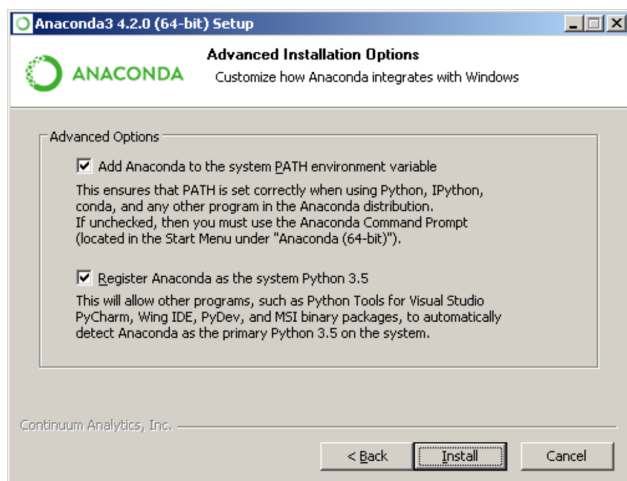 Anaconda3 4.2.0 (64-bit) Setup
Advanced Installation Options
ANACONDA
Customize how Anaconda integrates with Windows
Advanced Options
Add Anaconda to the system PATH environment variable
This ensures that PATH is set correctly when using Python, IPython,
conda, and any other program in the Anaconda distribution.
If unchecked, then you must use the Anaconda Command Prompt
(located in the Start Menu under "Anaconda (64-bit)").
Register Anaconda as the system Python 3.5
This will allow other programs, such as Python Tools for Visual Studio
PyCharm, Wing IDE, PyDev, and MSI binary packages, to automatically
detect Anaconda as the primary Python 3.5 on the system.
Continuum Analytics, Inc.
< Back
Install
Cancel